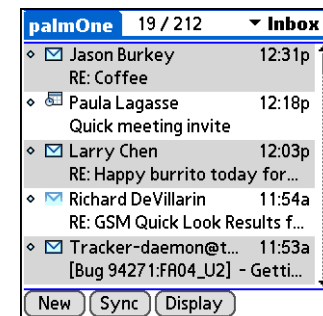 palmOne 19 / 212 Inbox
Jason Burkey 12:31p
RE: Coffee
Paula Lagasse 12:18p
Quick meeting invite
Larry Chen 12:03p
RE: Happy burrito today for...
Richard DeVillarin 11:54a
RE: GSM Quick Look Results f...
Tracker-daemon@t... 11:53a
[Bug 94271:FA04_U2] - Getti...
New Sync Display